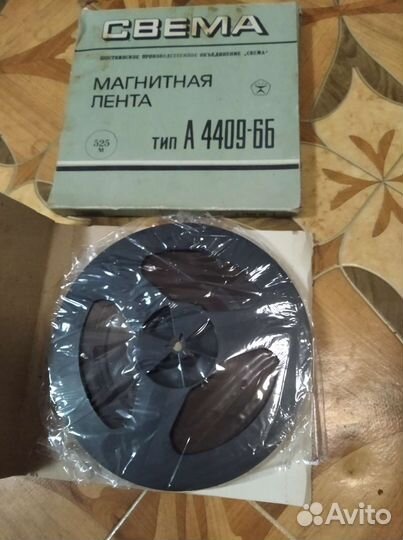 СВЕМА
ШОСТКИНСКОЕ ПРОИЗВОДСТВЕННОЕ ОБЪЕДИНЕНИЕ „СВЕМА"
МАГНИТНАЯ
ЛЕНТА
525
М
ТИП А 4409-6Б
Avito